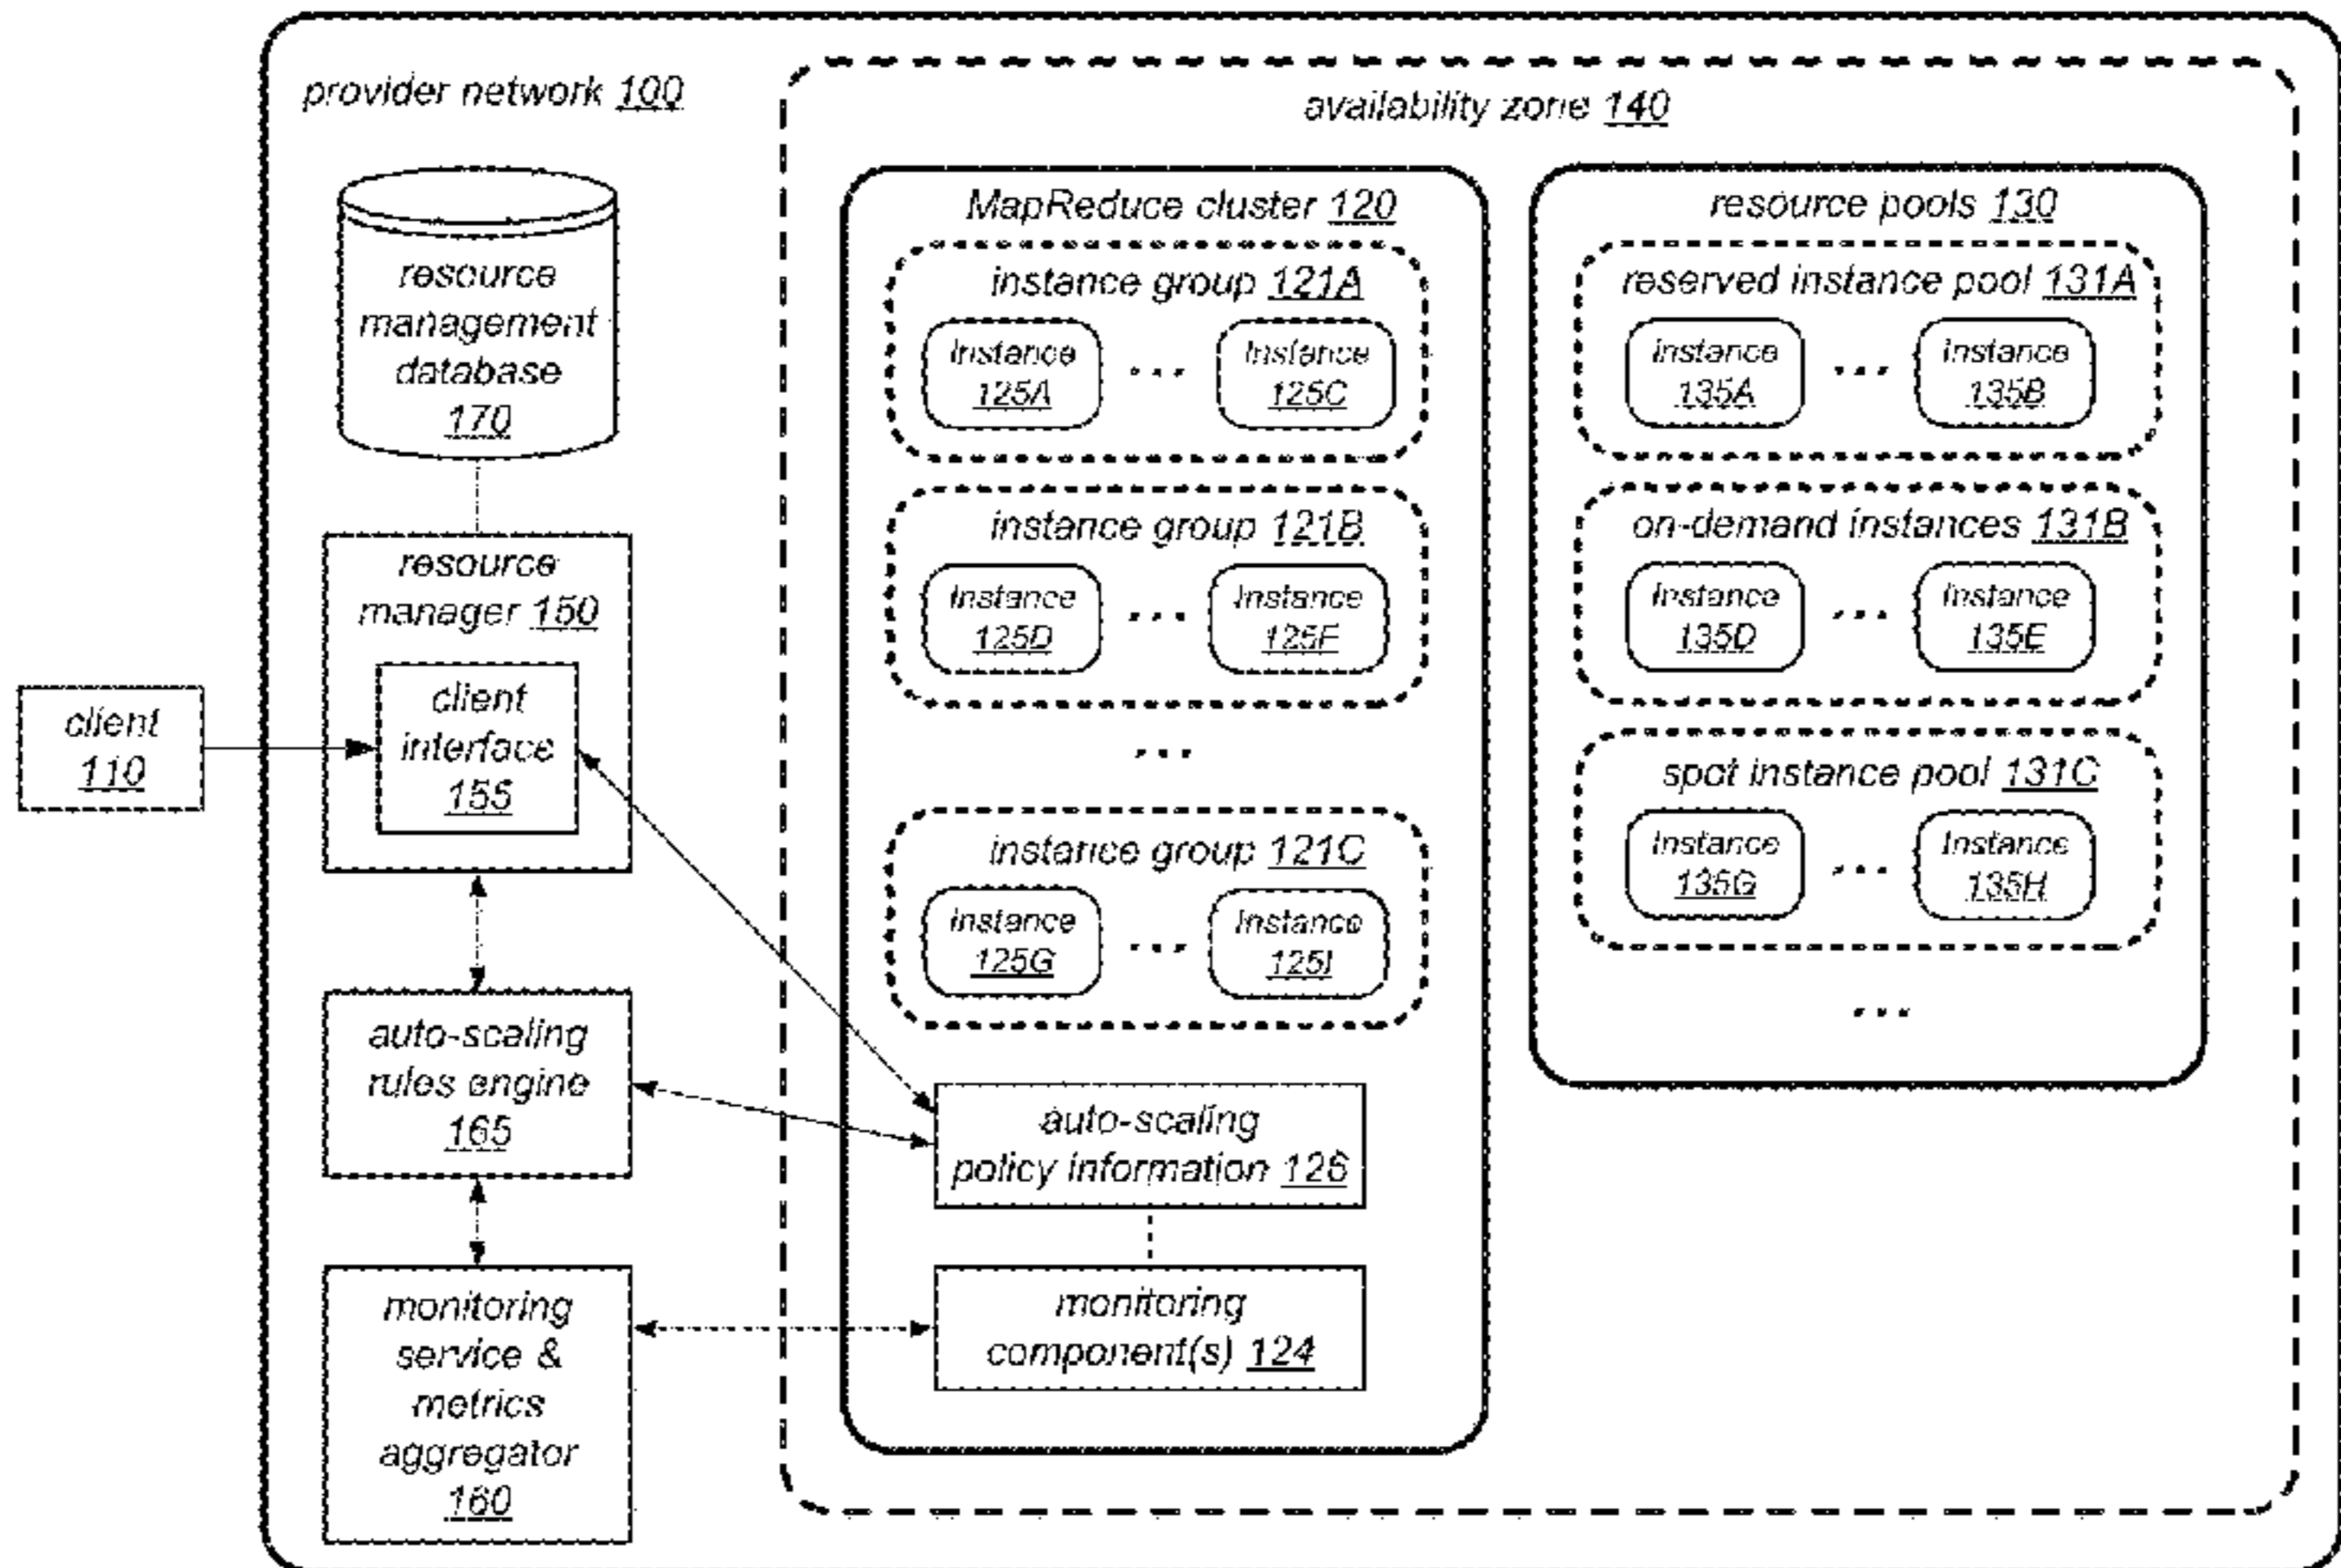 provider network 100
availability zone 140
resource
management
database
170
resource
manager 150
client
interface
155
client
110
auto-scaling
rules engine
165
monitoring
service &
metrics
aggregator
160
MapReduce cluster 120
instance group 121A
Instance
125A
...
Instance
125C
instance group 121B
Instance
125D
...
Instance
125F
...
instance group 121C
Instance
125G
...
Instance
125I
auto-scaling
policy information 126
monitoring
component(s) 124
resource pools 130
reserved instance pool 131A
Instance
135A
...
Instance
135B
on-demand instances 131B
Instance
135D
...
Instance
135E
spot instance pool 131C
Instance
135G
...
Instance
135H
...